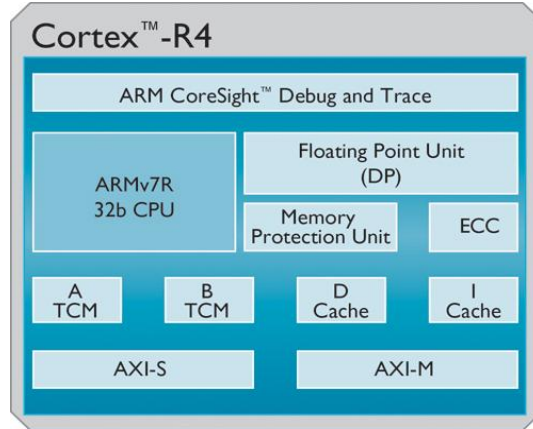 Cortex™-R4
ARM CoreSight™ Debug and Trace
ARMv7R
32b CPU
Floating Point Unit
(DP)
Memory
Protection Unit
ECC
A
TCM
B
TCM
D
Cache
I
Cache
AXI-S
AXI-M